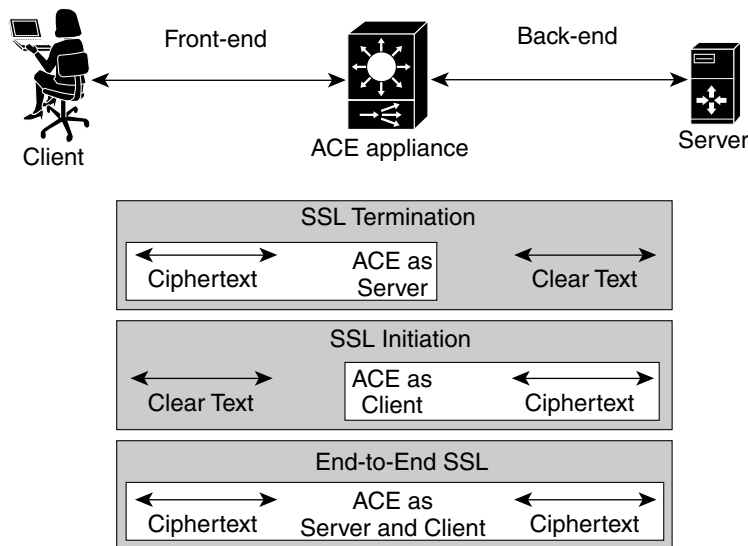 Front-end
Back-end
Client
ACE appliance
Server
SSL Termination
Ciphertext
ACE as
Server
Clear Text
SSL Initiation
Clear Text
ACE as
Client
Ciphertext
End-to-End SSL
Ciphertext
ACE as
Server and Client
Ciphertext